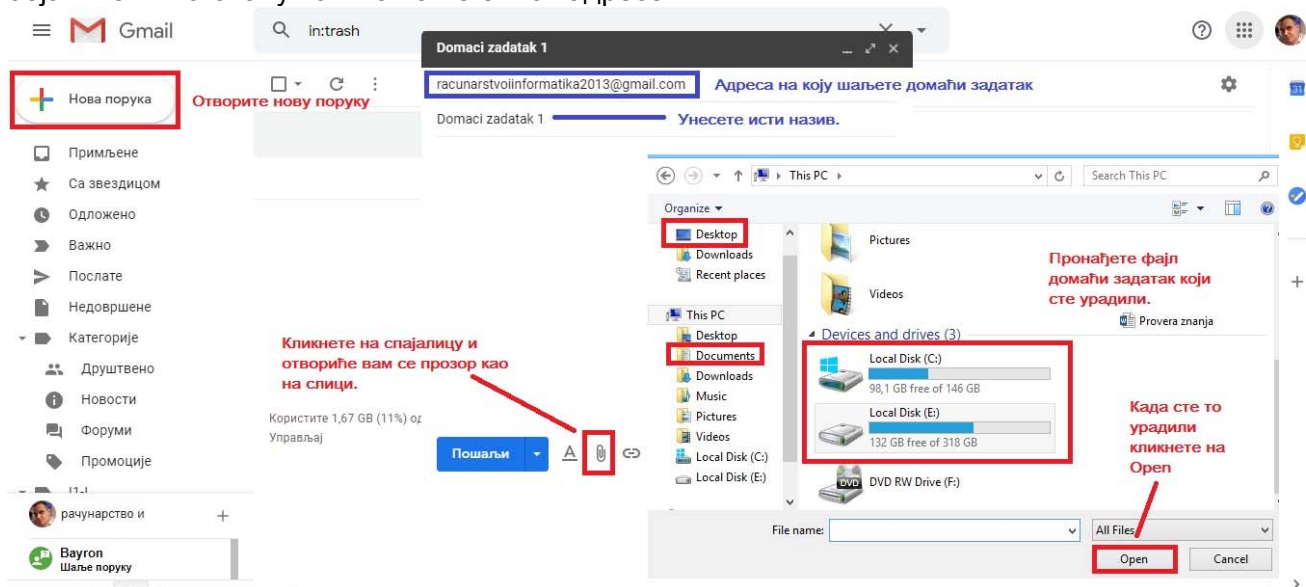 Gmail
in:trash
Domaci zadatak 1
Нова порука
Отворите нову поруку
racunarstvoiinformatika2013@gmail.com
Адреса на коју шаљете домаћи задатак
31
Domaci zadatak 1
Унесете исти назив.
Примљене
Са звездицом
Одложено
Важно
Послате
Недовршене
Категорије
Друштвено
Новости
Форуми
Промоције
Кликнете на спајалицу и
отвориће вам се прозор као
на слици.
Користите 1,67 GB (11%) од
Управљај
Пошаљи
This PC
Search This PC
Organize
Desktop
Downloads
Recent places
This PC
Desktop
Documents
Downloads
Music
Pictures
Videos
Local Disk (C:)
Local Disk (E:)
Pictures
Videos
Пронађете фајл
домаћи задатак који
сте урадили.
Provera znanja
Devices and drives (3)
Local Disk (C:)
98,1 GB free of 146 GB
Local Disk (E:)
132 GB free of 318 GB
DVD
DVD RW Drive (F:)
Када сте то
урадили
кликнете на
Open
File name:
All Files
Open
Cancel
рачунарство и
Bayron
Шаље поруку